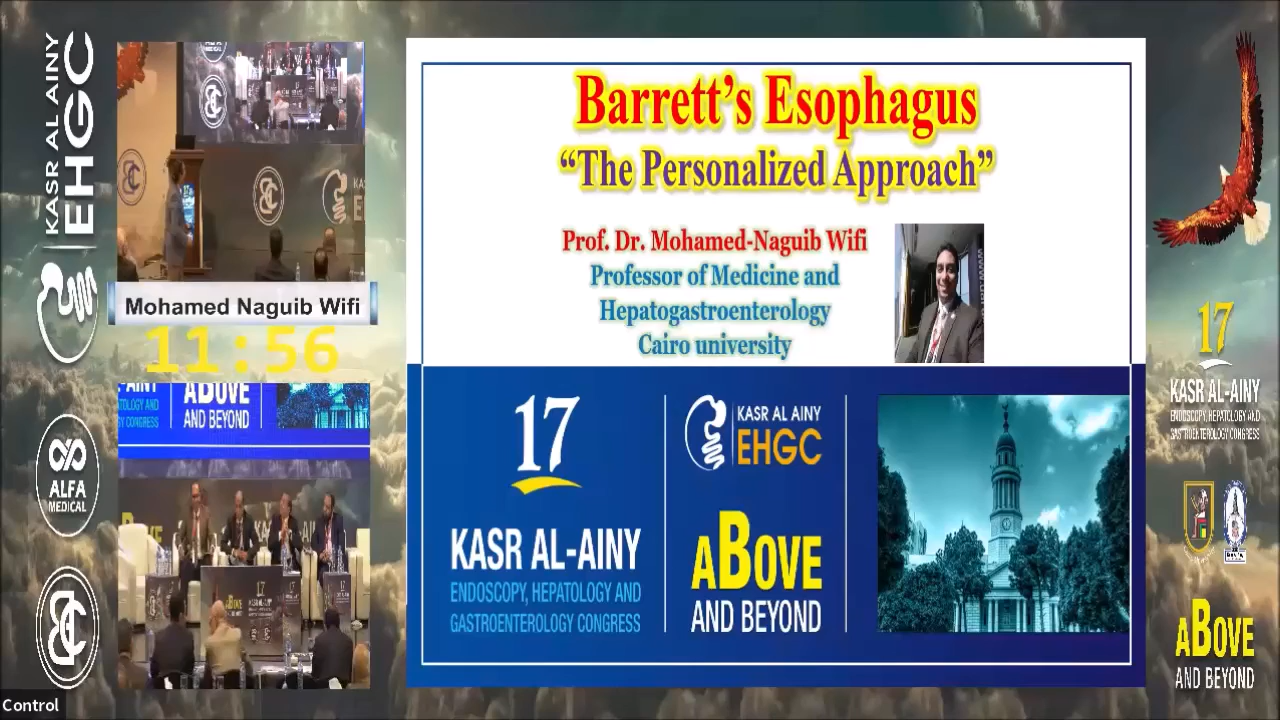 KASR AL AINY
EHGC
ALFA
MEDICAL
Mohamed Naguib Wifi
11:56
ABOVE
AND BEYOND
Barrett’s Esophagus
“The Personalized Approach”
Prof. Dr. Mohamed-Naguib Wifi
Professor of Medicine and
Hepatogastroenterology
Cairo university
17
KASR AL-AINY
ENDOSCOPY, HEPATOLOGY AND
GASTROENTEROLOGY CONGRESS
KASR AL AINY
EHGC
ABOVE
AND BEYOND
17
KASR AL-AINY
ENDOSCOPY, HEPATOLOGY AND
GASTROENTEROLOGY CONGRESS
ABOVE
AND BEYOND
Control